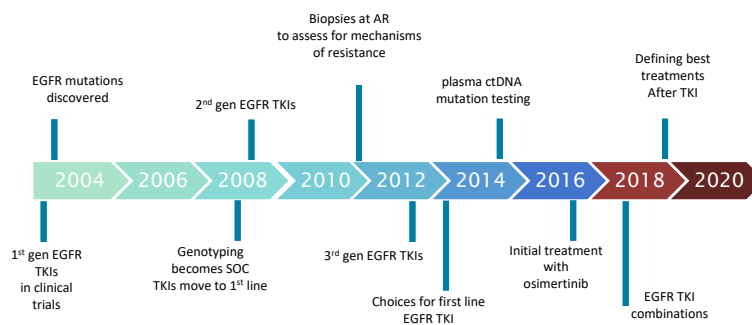 Biopsies at AR
to assess for mechanisms
of resistance
EGFR mutations
discovered
2nd gen EGFR TKIs
plasma ctDNA
mutation testing
Defining best
treatments
After TKI
2004
2006
2008
2010
2012
2014
2016
2018
2020
1st gen EGFR
TKIs
in clinical
trials
Genotyping
becomes SOC
TKIs move to 1st line
3rd gen EGFR TKIs
Choices for first line
EGFR TKI
Initial treatment
with
osimertinib
EGFR TKI
combinations